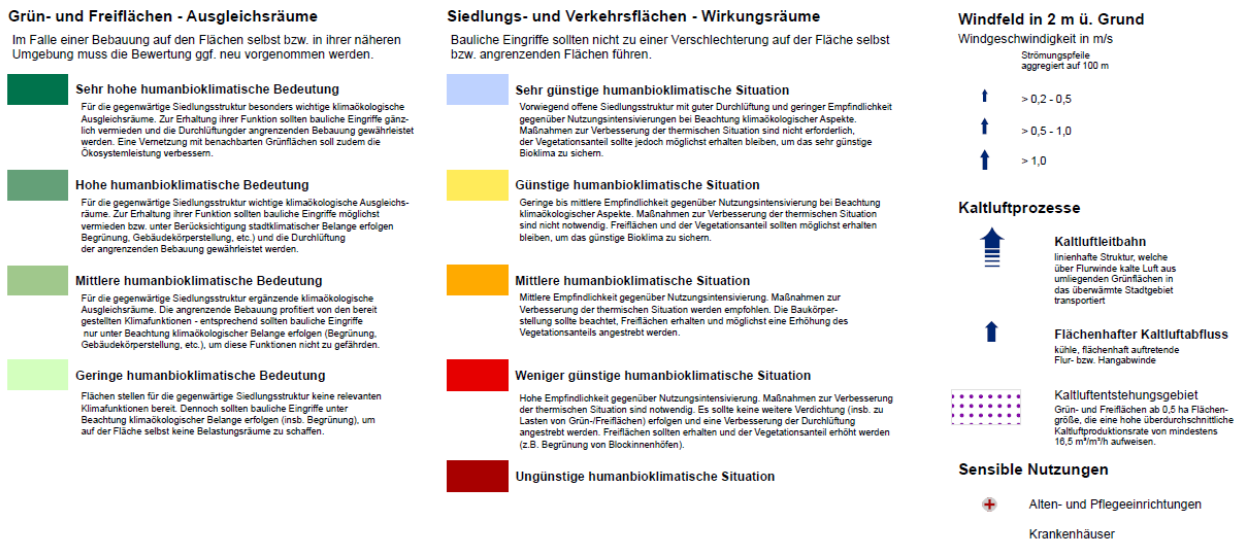 Grün- und Freiflächen - Ausgleichsräume
Im Falle einer Bebauung auf den Flächen selbst bzw. in ihrer näheren
Umgebung muss die Bewertung ggf. neu vorgenommen werden.
Sehr hohe humanbioklimatische Bedeutung
Für die gegenwärtige Siedlungsstruktur besonders wichtige klimaökologische
Ausgleichsräume. Zur Erhaltung ihrer Funktion sollten bauliche Eingriffe gänz-
lich vermieden und die Durchlüftungder angrenzenden Bebauung gewährleistet
werden. Eine Vernetzung mit benachbarten Grünflächen soll zudem die
Ökosystemleistung verbessern.
Hohe humanbioklimatische Bedeutung
Für die gegenwärtige Siedlungsstruktur wichtige klimaökologische Ausgleichs-
räume. Zur Erhaltung ihrer Funktion sollten bauliche Eingriffe möglichst
vermieden bzw. unter Berücksichtigung stadtklimatischer Belange erfolgen
Begrünung, Gebäudekörperstellung, etc.) und die Durchlüftung
der angrenzenden Bebauung gewährleistet werden.
Mittlere humanbioklimatische Bedeutung
Für die gegenwärtige Siedlungsstruktur ergänzende klimaökologische
Ausgleichsräume. Die angrenzende Bebauung profitiert von den bereit
gestellten Klimafunktionen - entsprechend sollten bauliche Eingriffe
nur unter Beachtung klimaökologischer Belange erfolgen (Begrünung,
Gebäudekörperstellung, etc.), um diese Funktionen nicht zu gefährden.
Geringe humanbioklimatische Bedeutung
Flächen stellen für die gegenwärtige Siedlungsstruktur keine relevanten
Klimafunktionen bereit. Dennoch sollten bauliche Eingriffe unter
Beachtung klimaökologischer Belange erfolgen (insb. Begrünung), um
auf der Fläche selbst keine Belastungsräume zu schaffen.
Siedlungs- und Verkehrsflächen - Wirkungsräume
Bauliche Eingriffe sollten nicht zu einer Verschlechterung auf der Fläche selbst
bzw. angrenzenden Flächen führen.
Sehr günstige humanbioklimatische Situation
Vorwiegend offene Siedlungsstruktur mit guter Durchlüftung und geringer Empfindlichkeit
gegenüber Nutzungsintensivierungen bei Beachtung klimaökologischer Aspekte.
Maßnahmen zur Verbesserung der thermischen Situation sind nicht erforderlich,
der Vegetationsanteil sollte jedoch möglichst erhalten bleiben, um das sehr günstige
Bioklima zu sichern.
Günstige humanbioklimatische Situation
Geringe bis mittlere Empfindlichkeit gegenüber Nutzungsintensivierung bei Beachtung
klimaökologischer Aspekte. Maßnahmen zur Verbesserung der thermischen Situation
sind nicht notwendig. Freiflächen und der Vegetationsanteil sollten möglichst erhalten
bleiben, um das günstige Bioklima zu sichern.
Mittlere humanbioklimatische Situation
Mittlere Empfindlichkeit gegenüber Nutzungsintensivierung. Maßnahmen zur
Verbesserung der thermischen Situation werden empfohlen. Die Baukörper-
stellung sollte beachtet, Freiflächen erhalten und möglichst eine Erhöhung des
Vegetationsanteils angestrebt werden.
Weniger günstige humanbioklimatische Situation
Hohe Empfindlichkeit gegenüber Nutzungsintensivierung. Maßnahmen zur Verbesserung
der thermischen Situation sind notwendig. Es sollte keine weitere Verdichtung (insb. zu
Lasten von Grün-/Freiflächen) erfolgen und eine Verbesserung der Durchlüftung
angestrebt werden. Freiflächen sollten erhalten und der Vegetationsanteil erhöht werden
(z.B. Begrünung von Blockinnenhöfen).
Ungünstige humanbioklimatische Situation
Windfeld in 2 m ü. Grund
Windgeschwindigkeit in m/s
Strömungspfeile
aggregiert auf 100 m
> 0,2 - 0,5
> 0,5 - 1,0
> 1,0
Kaltluftprozesse
Kaltluftleitbahn
linienhafte Struktur, welche
über Flurwinde kalte Luft aus
umliegenden Grünflächen in
das überwärmte Stadtgebiet
transportiert
Flächenhafter Kaltluftabfluss
kühle, flächenhaft auftretende
Flur- bzw. Hangabwinde
Kaltluftentstehungsgebiet
Grün- und Freiflächen ab 0,5 ha Flächen-
größe, die eine hohe überdurchschnittliche
Kaltluftproduktionsrate von mindestens
16,5 m³/m²/h aufweisen.
Sensible Nutzungen
Alten- und Pflegeeinrichtungen
Krankenhäuser